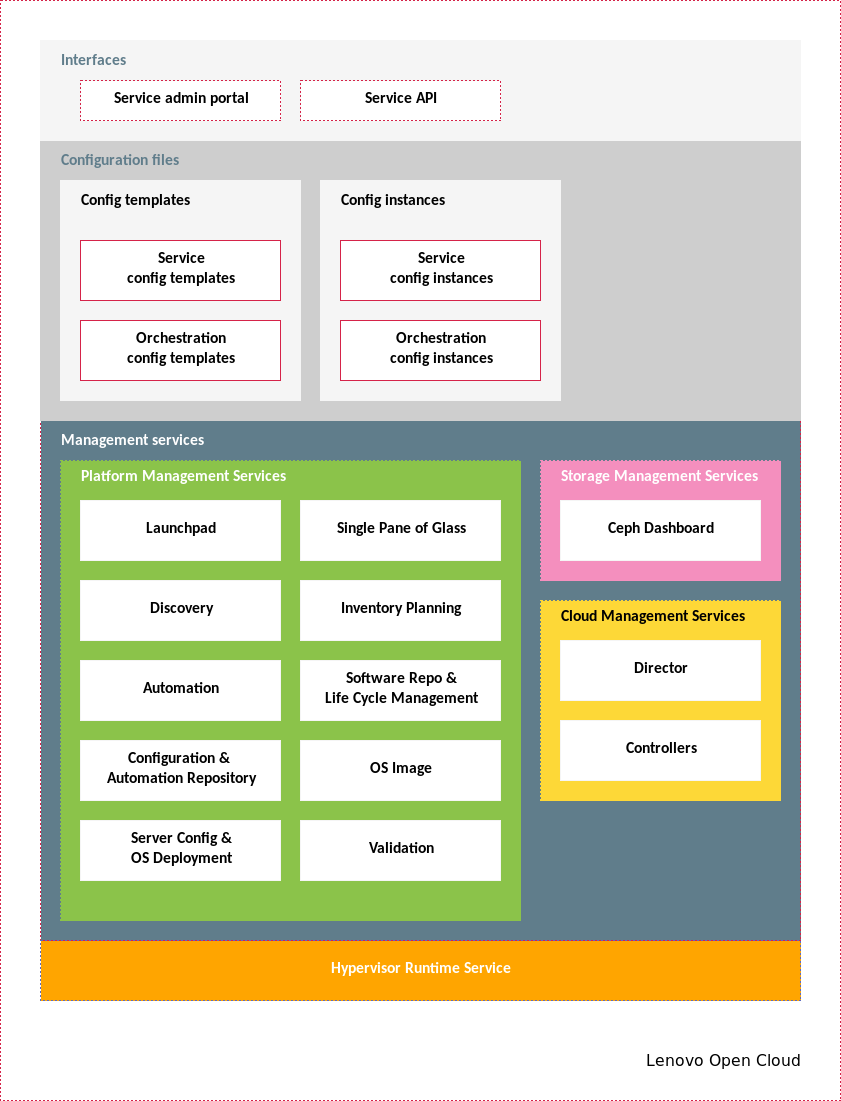 Interfaces
Service admin portal
Service API
Configuration files
Config templates
Service
config templates
Orchestration
config templates
Config instances
Service
config instances
Orchestration
config instances
Management services
Platform Management Services
Launchpad
Single Pane of Glass
Discovery
Inventory Planning
Automation
Software Repo &
Life Cycle Management
Configuration &
Automation Repository
OS Image
Server Config &
OS Deployment
Validation
Storage Management Services
Ceph Dashboard
Cloud Management Services
Director
Controllers
Hypervisor Runtime Service
Lenovo Open Cloud